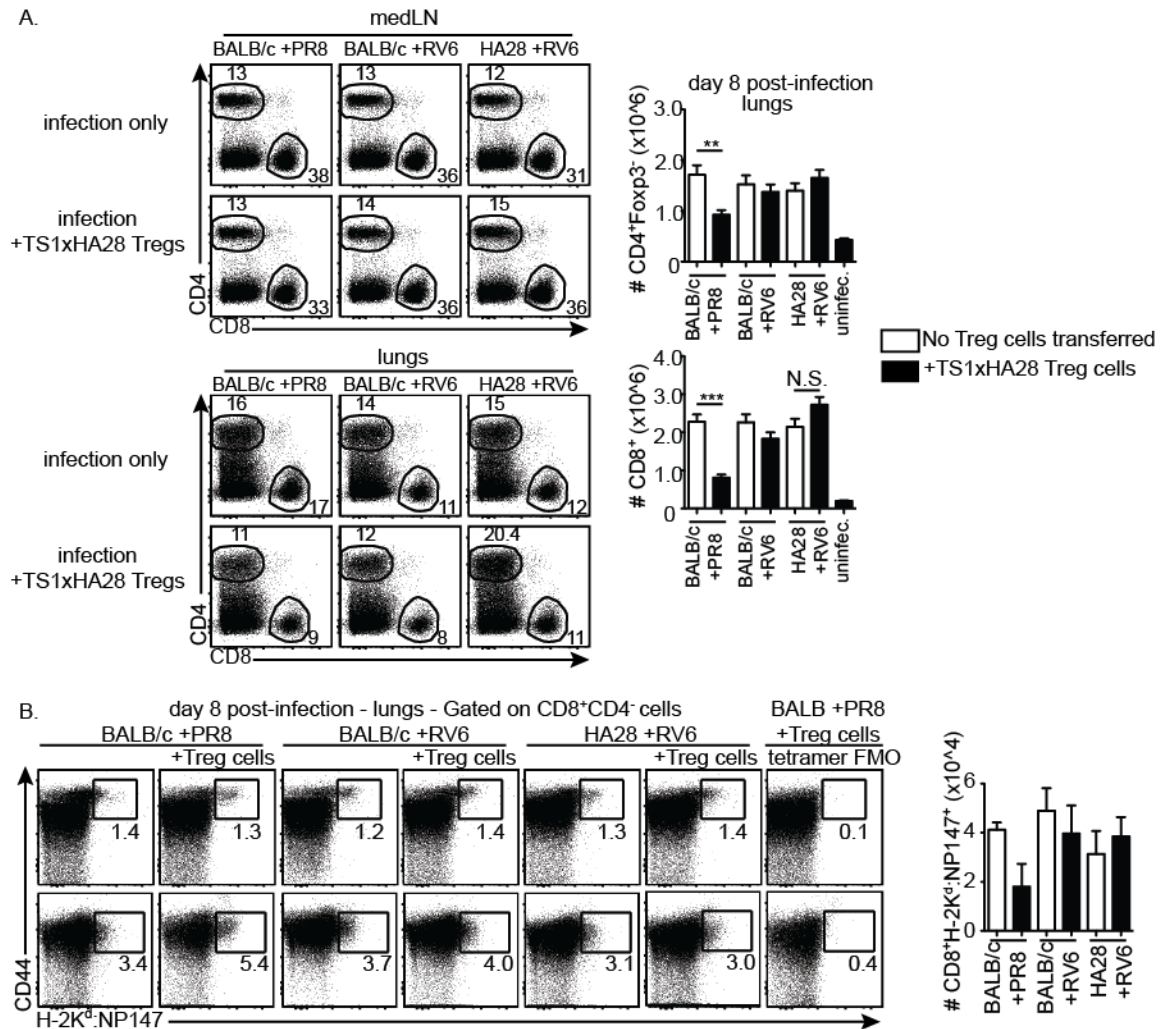 A.
medLN
BALB/c +PR8 BALB/c +RV6 HA28 +RV6
infection only
13 13 12
38 36 31
infection
+TS1xHA28 Tregs
13 14 15
33 36 36
CD4
CD8
lungs
BALB/c +PR8 BALB/c +RV6 HA28 +RV6
infection only
16 14 15
17 11 12
infection
+TS1xHA28 Tregs
11 12 20.4
9 8 11
CD4
CD8
day 8 post-infection
lungs
# CD4⁺Foxp3⁻ (x10^6)
3.0
2.0
1.0
0
**
BALB/c
+PR8
BALB/c
+RV6
HA28
+RV6
uninfec.
# CD8⁺ (x10^6)
4.0
3.0
2.0
1.0
0
***
N.S.
BALB/c
+PR8
BALB/c
+RV6
HA28
+RV6
uninfec.
No Treg cells transferred
+TS1xHA28 Treg cells
B.
day 8 post-infection - lungs - Gated on CD8⁺CD4⁻ cells
BALB/c +PR8 BALB/c +RV6 HA28 +RV6
+Treg cells +Treg cells +Treg cells
BALB +PR8
+Treg cells
tetramer FMO
1.4 1.3 1.2 1.4 1.3 1.4 0.1
3.4 5.4 3.7 4.0 3.1 3.0 0.4
CD44
H-2Kᵈ:NP147
# CD8⁺H-2Kᵈ:NP147⁺ (x10^4)
6
4
2
0
BALB/c
+PR8
BALB/c
+RV6
HA28
+RV6